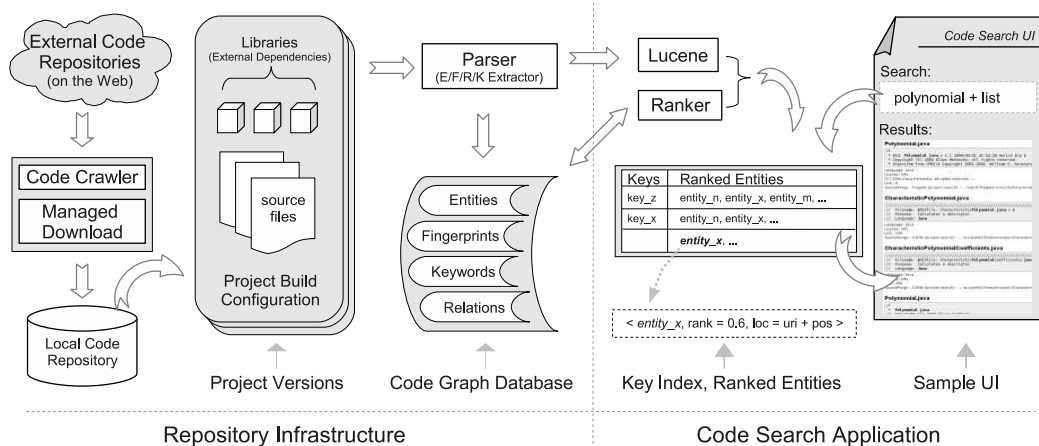 External Code
Repositories
(on the Web)
Code Crawler
Managed
Download
Local Code
Repository
Libraries
(External Dependencies)
source
files
Project Build
Configuration
Project Versions
Parser
(E/F/R/K Extractor)
Entities
Fingerprints
Keywords
Relations
Code Graph Database
Repository Infrastructure
Lucene
Ranker
Keys Ranked Entities
key_z entity_n, entity_x, entity_m, ...
key_x entity_n, entity_x, ...
entity_x, ...
< entity_x, rank = 0.6, loc = uri + pos >
Key Index, Ranked Entities
Code Search UI
Search:
polynomial + list
Results:
Polynomial.java
CharacteristicPolynomial.java
CharacteristicPolynomialCoefficients.java
Polynomial.java
Sample UI
Code Search Application